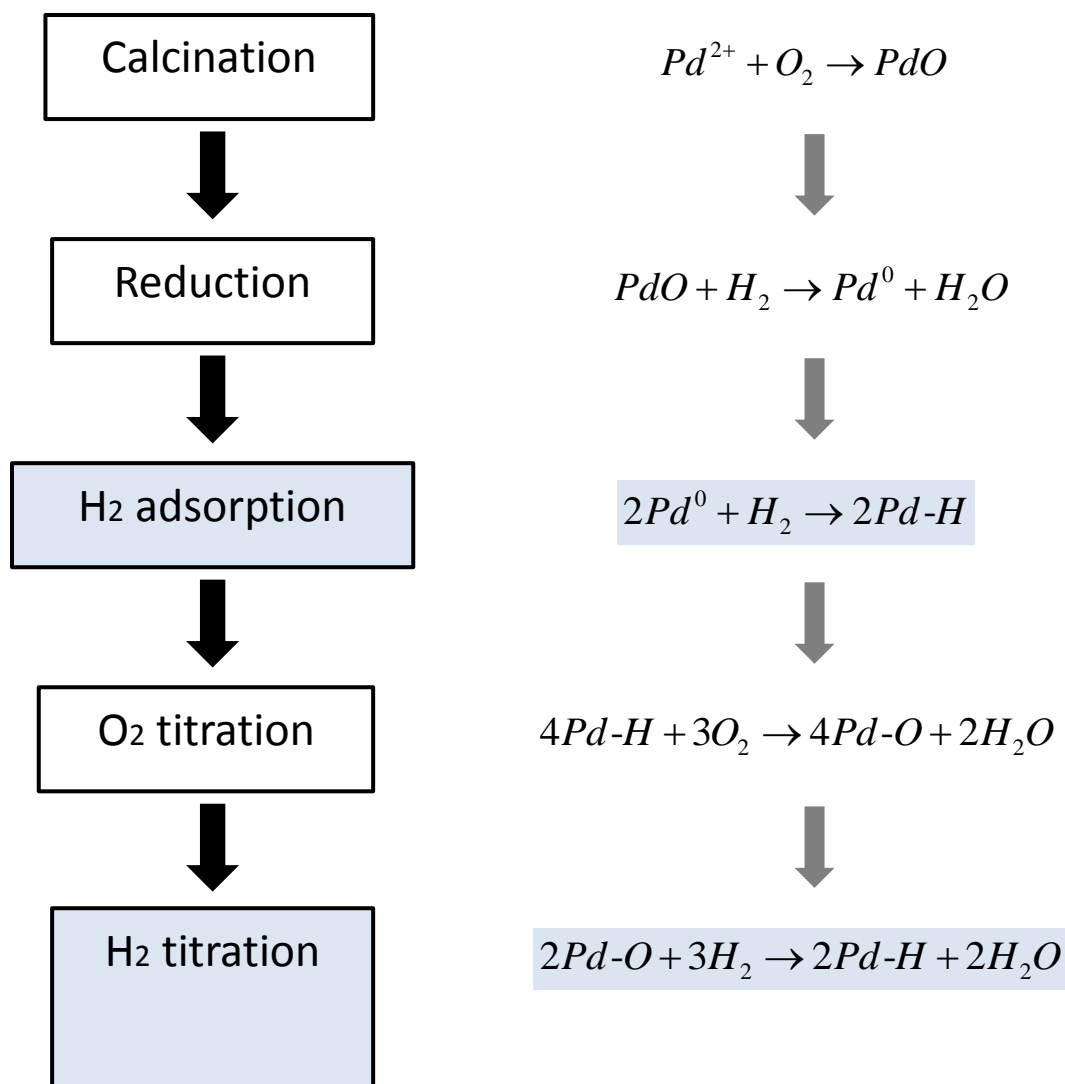 Calcination
Pd²⁺ + O₂ → PdO
Reduction
PdO + H₂ → Pd⁰ + H₂O
H₂ adsorption
2Pd⁰ + H₂ → 2Pd-H
O₂ titration
4Pd-H + 3O₂ → 4Pd-O + 2H₂O
H₂ titration
2Pd-O + 3H₂ → 2Pd-H + 2H₂O